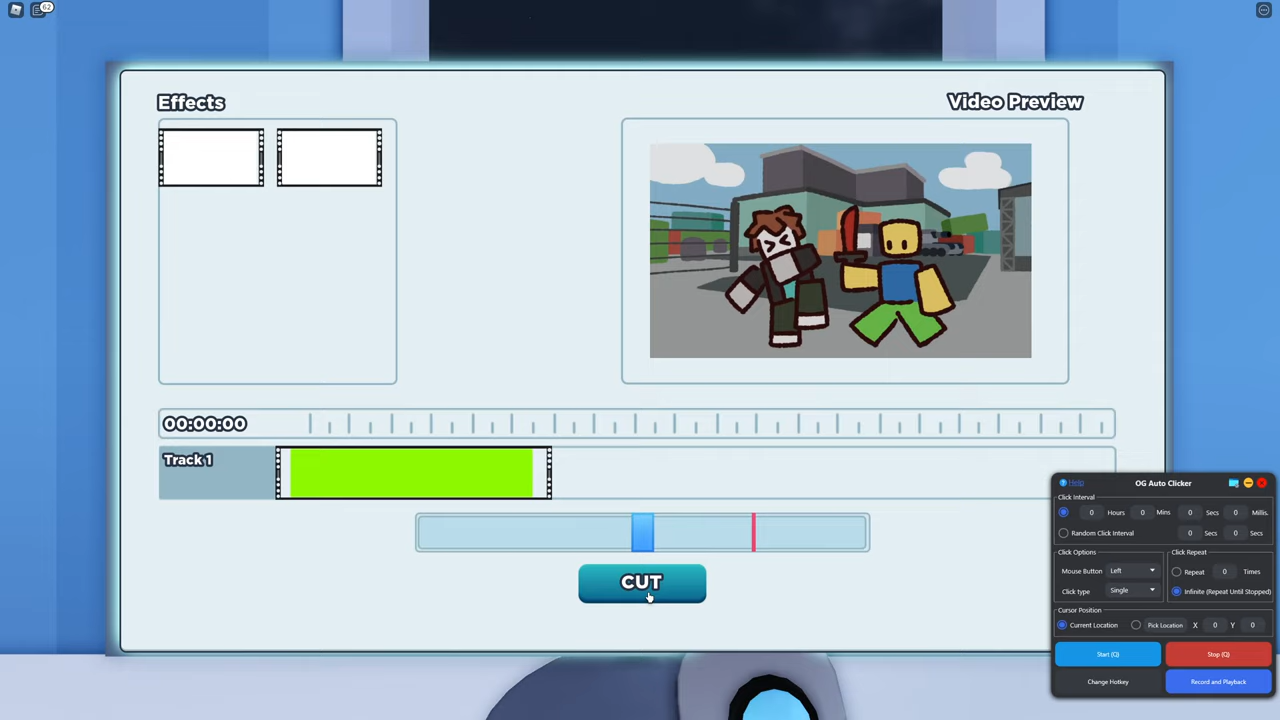 62
Effects
Video Preview
00:00:00
Track 1
CUT
? Help
OG Auto Clicker
Click Interval
0 Hours 0 Mins 0 Secs 0 Millis.
Random Click Interval 0 Secs 0 Secs
Click Options
Click Repeat
Mouse Button Left
Repeat 0 Times
Click type Single
Infinite (Repeat Until Stopped)
Cursor Position
Current Location Pick Location X 0 Y 0
Start (Q)
Stop (Q)
Change Hotkey
Record and Playback